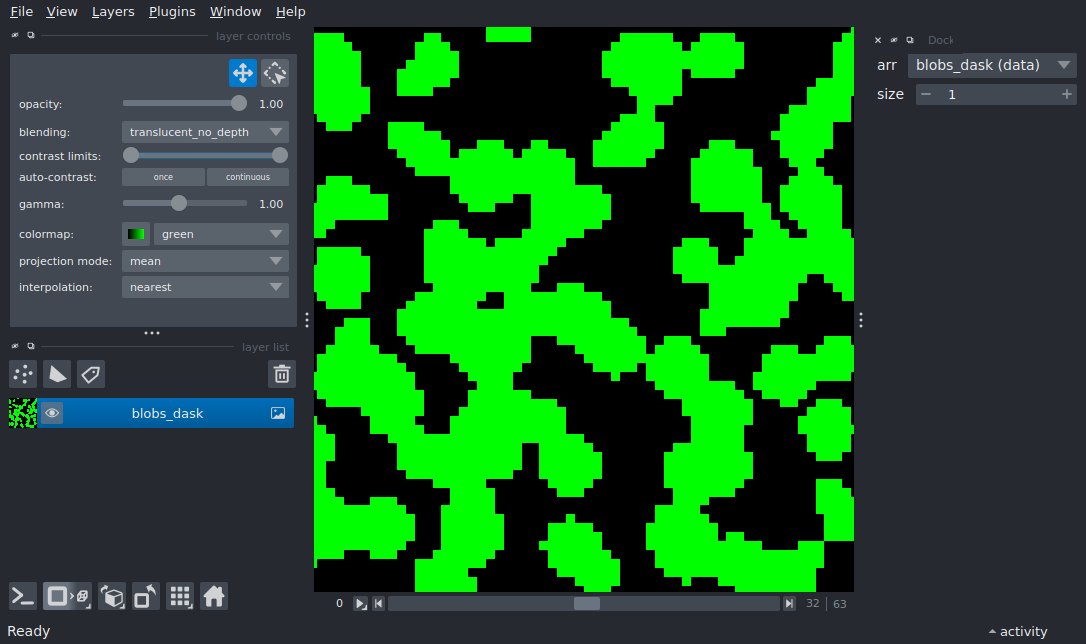 File View Layers Plugins Window Help
layer controls
opacity: 1.00
blending: translucent_no_depth
contrast limits:
auto-contrast: once continuous
gamma: 1.00
colormap: green
projection mode: mean
interpolation: nearest
layer list
blobs_dask
0 32 63
Ready
activity
Dock
arr blobs_dask (data)
size 1